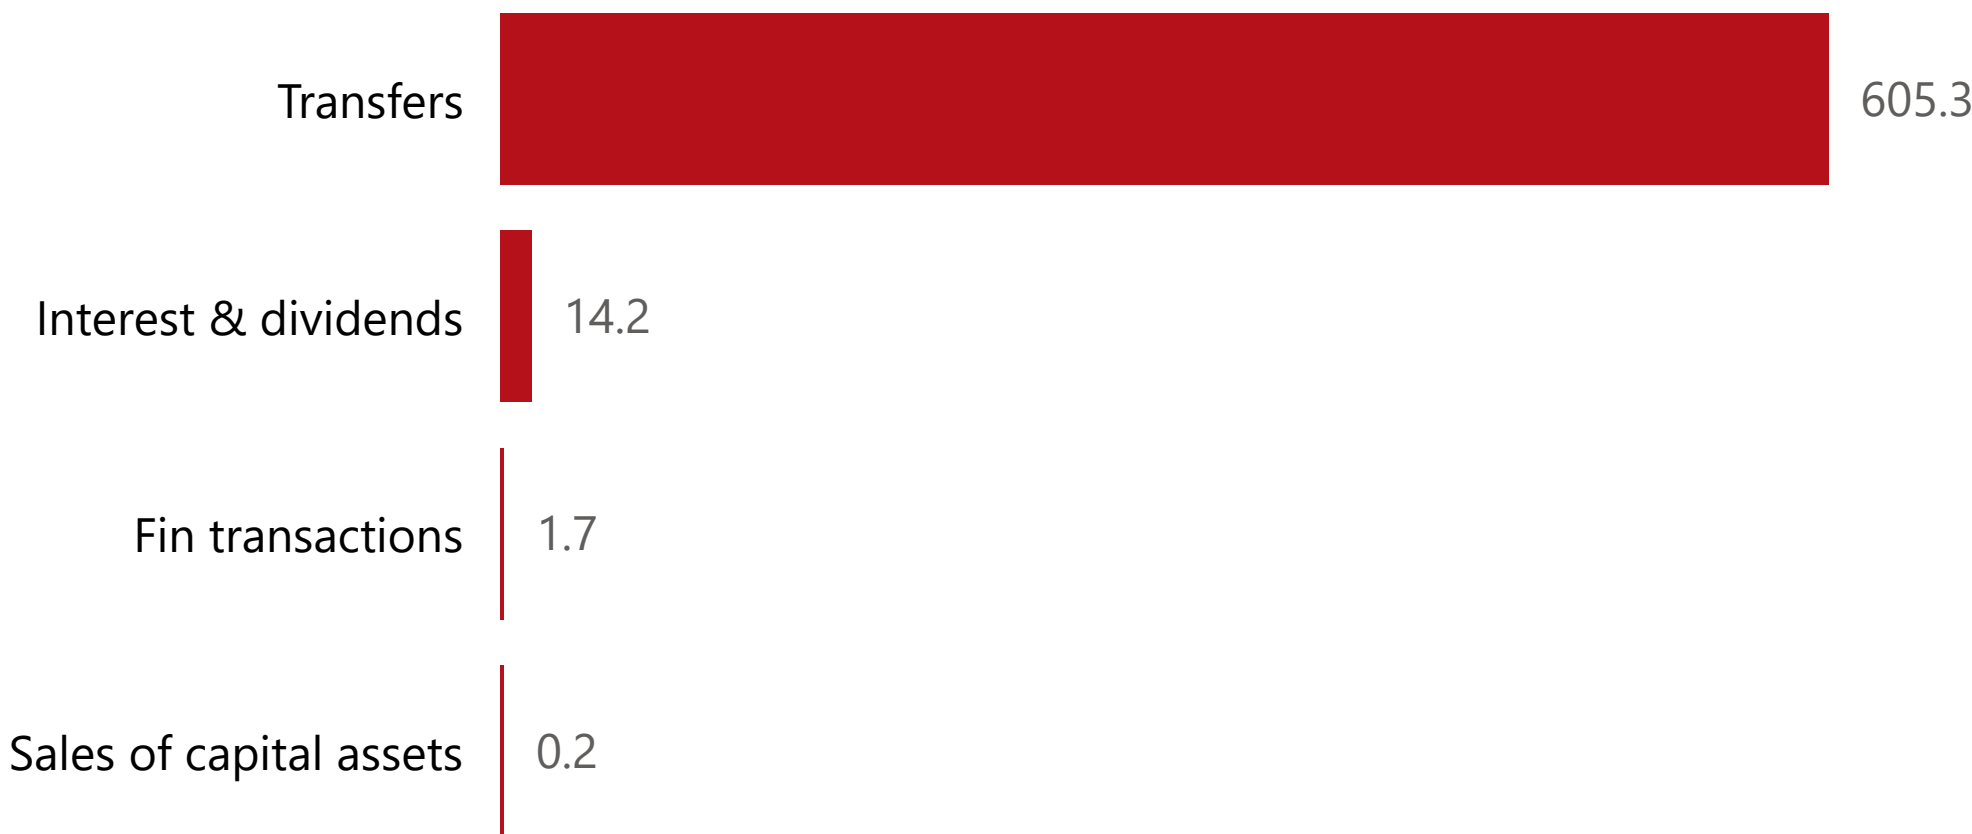 Transfers 605.3
Interest & dividends 14.2
Fin transactions 1.7
Sales of capital assets 0.2